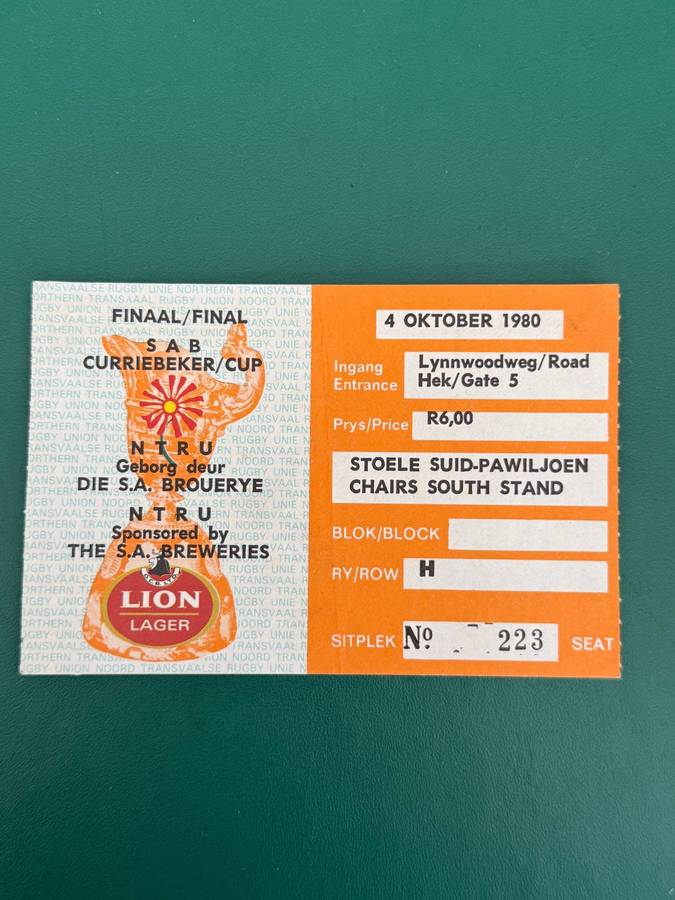 FINAAL/FINAL
S A B
CURRIEBEKER/CUP
N T R U
Geborg deur
DIE S.A. BROUERYE
N T R U
Sponsored by
THE S.A. BREWERIES
LION
LAGER
4 OKTOBER 1980
Ingang
Entrance
Lynnwoodweg/Road
Hek/Gate 5
Prys/Price R6,00
STOELE SUID-PAWILJOEN
CHAIRS SOUTH STAND
BLOK/BLOCK
RY/ROW H
SITPLEK Nº 223 SEAT